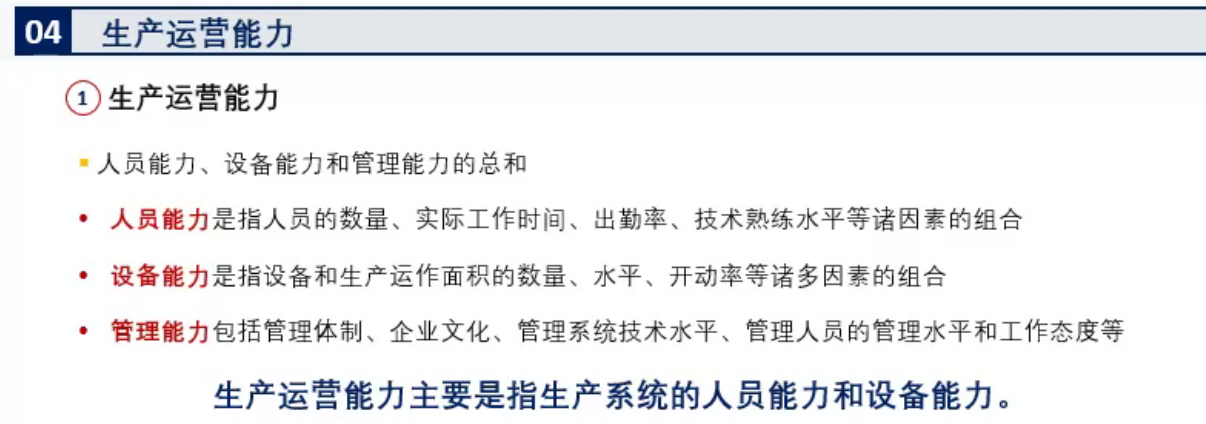 04 生产运营能力
1 生产运营能力
人员能力、设备能力和管理能力的总和
人员能力是指人员的数量、实际工作时间、出勤率、技术熟练水平等诸因素的组合
设备能力是指设备和生产运作面积的数量、水平、开动率等诸多因素的组合
管理能力包括管理体制、企业文化、管理系统技术水平、管理人员的管理水平和工作态度等
生产运营能力主要是指生产系统的人员能力和设备能力。